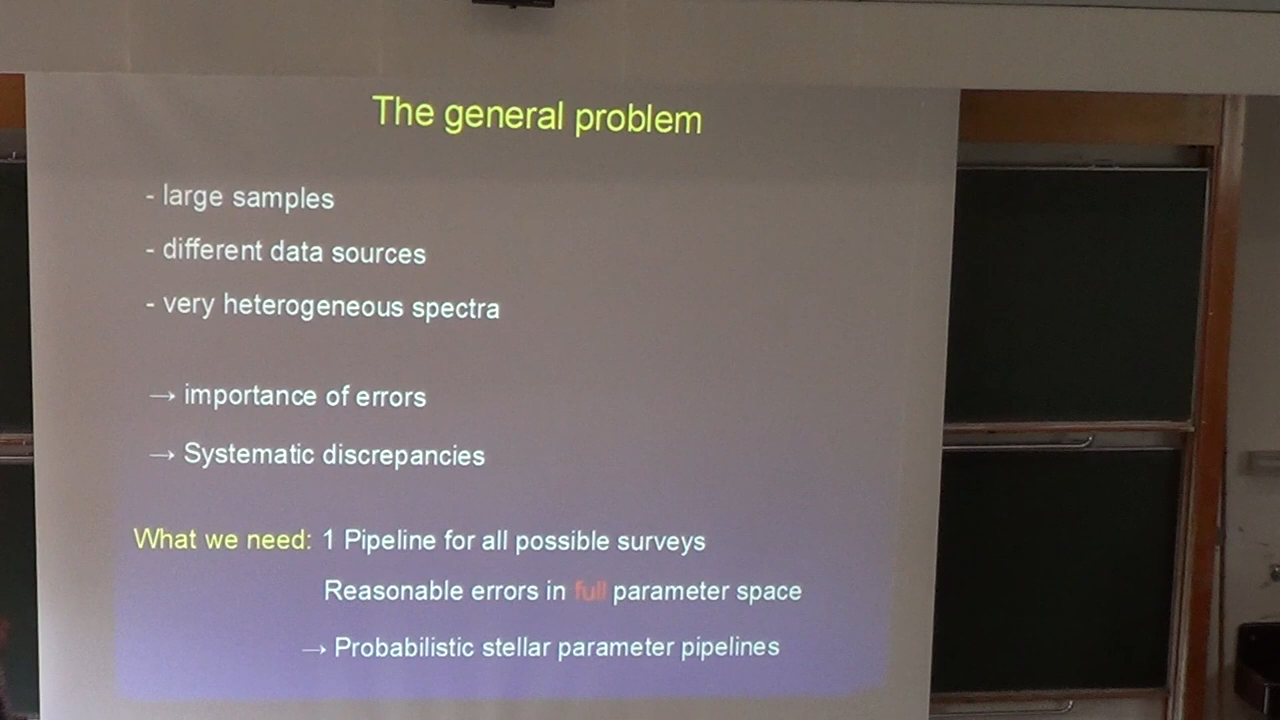 The general problem
- large samples
- different data sources
- very heterogeneous spectra
→ importance of errors
→ Systematic discrepancies
What we need: 1 Pipeline for all possible surveys
Reasonable errors in full parameter space
→ Probabilistic stellar parameter pipelines